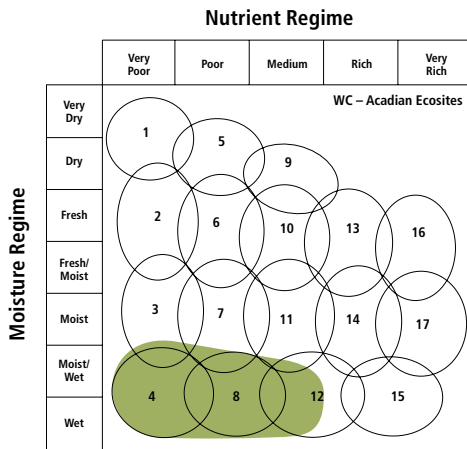 Nutrient Regime
Very Poor
Poor
Medium
Rich
Very Rich
WC – Acadian Ecosites
Moisture Regime
Very Dry
Dry
Fresh
Fresh/ Moist
Moist
Moist/ Wet
Wet
1
5
9
2
6
10
13
16
3
7
11
14
17
4
8
12
15